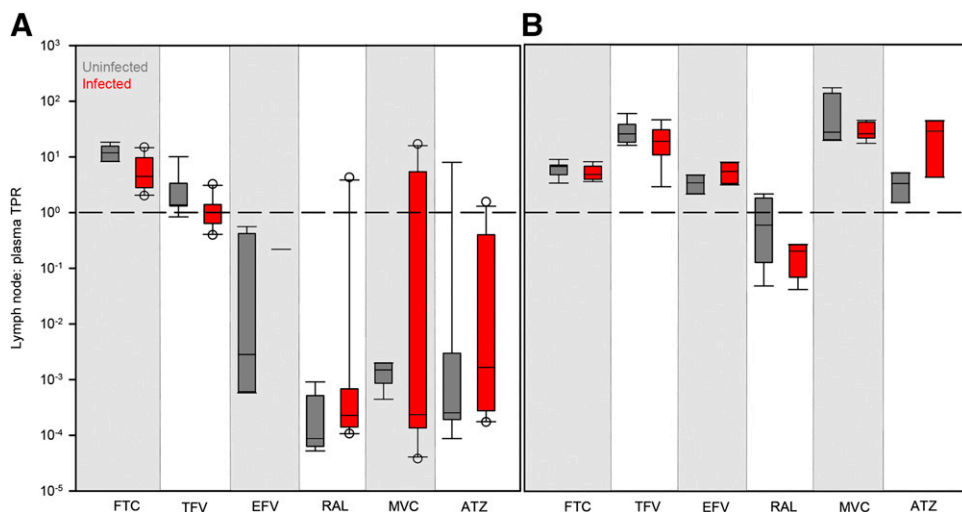 A
B
Lymph node: plasma TPR
10³
10²
10¹
10⁰
10⁻¹
10⁻²
10⁻³
10⁻⁴
10⁻⁵
Uninfected
Infected
FTC TFV EFV RAL MVC ATZ
FTC TFV EFV RAL MVC ATZ